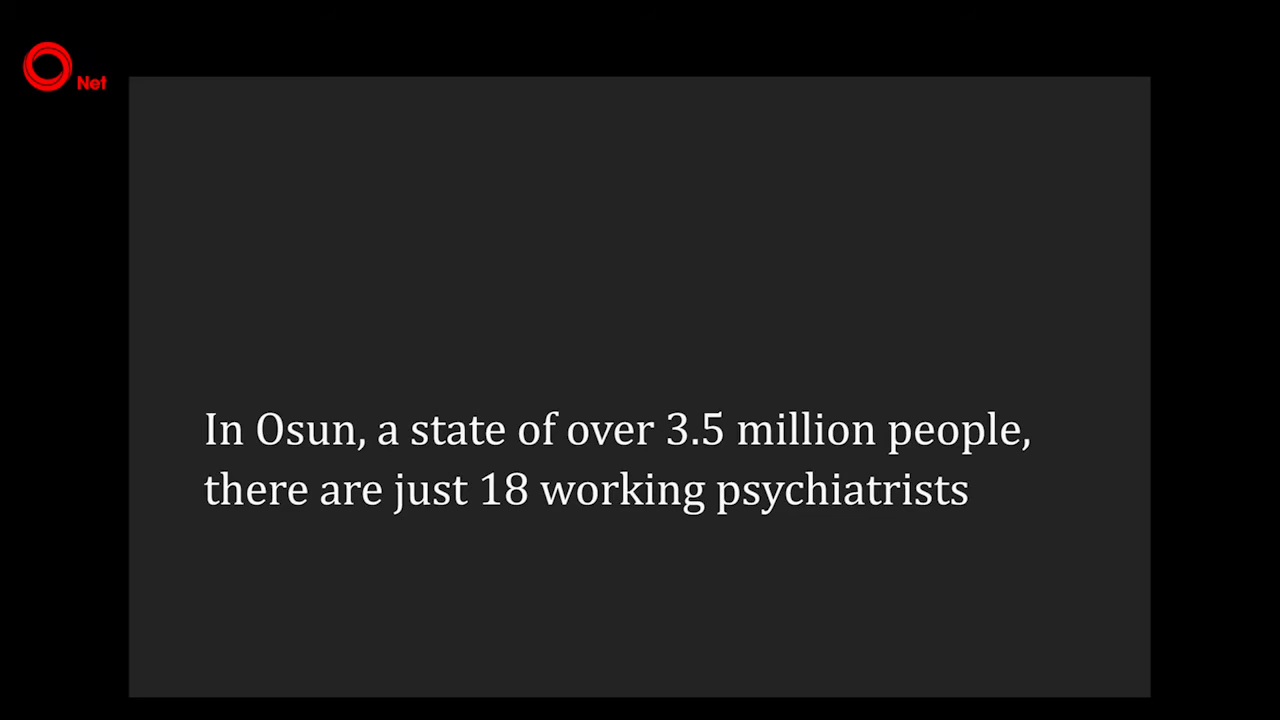 Net
In Osun, a state of over 3.5 million people,
there are just 18 working psychiatrists